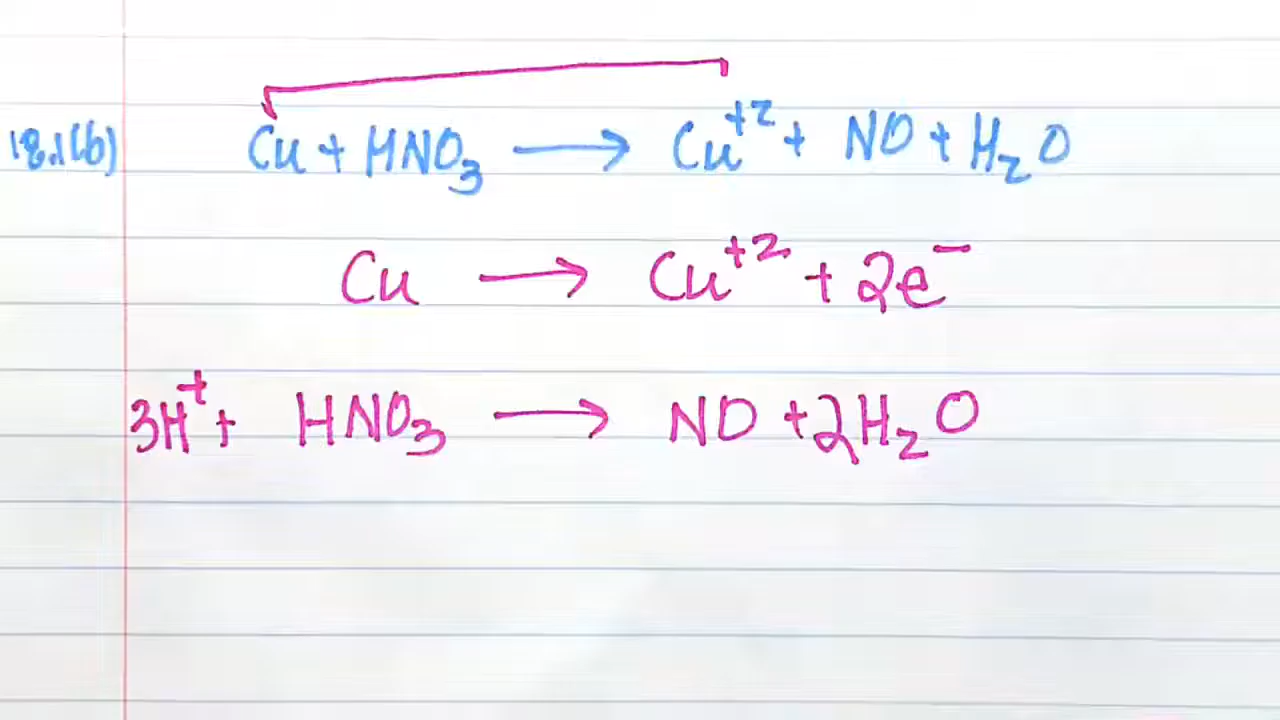 18.1(b) Cu + HNO₃ → Cu⁺² + NO + H₂O
Cu → Cu⁺² + 2e⁻
3H⁺ + HNO₃ → NO + 2H₂O